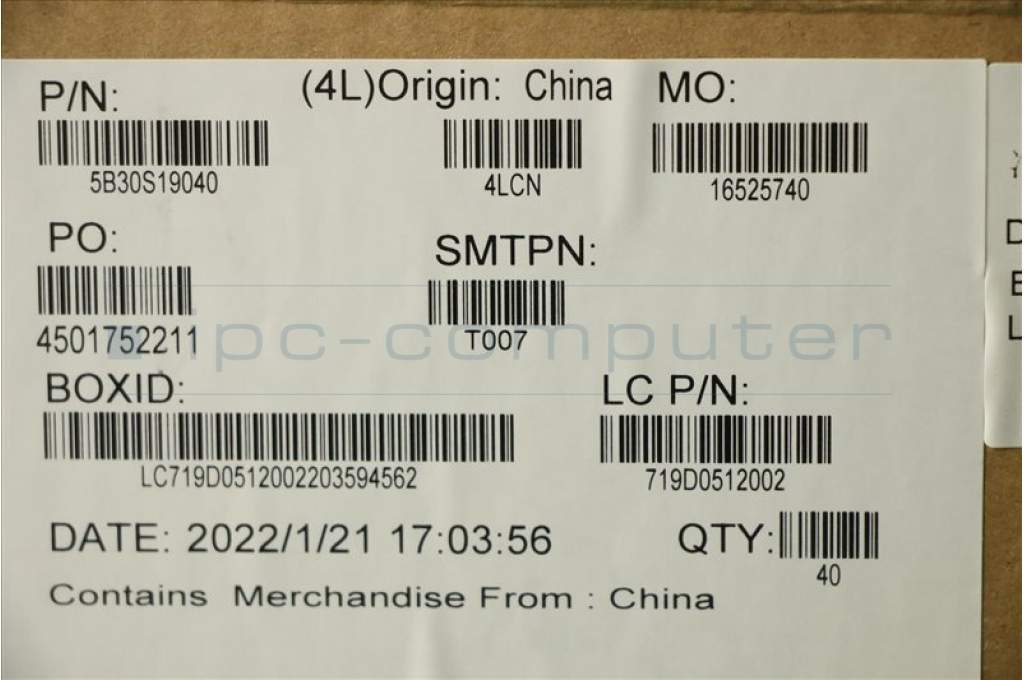 P/N: (4L)Origin: China MO:
5B30S19040 4LCN 16525740
PO: SMTPN:
4501752211 T007
ipc-computer
BOXID: LC P/N:
LC719D0512002203594562 719D0512002
DATE: 2022/1/21 17:03:56 QTY:
40
Contains Merchandise From : China